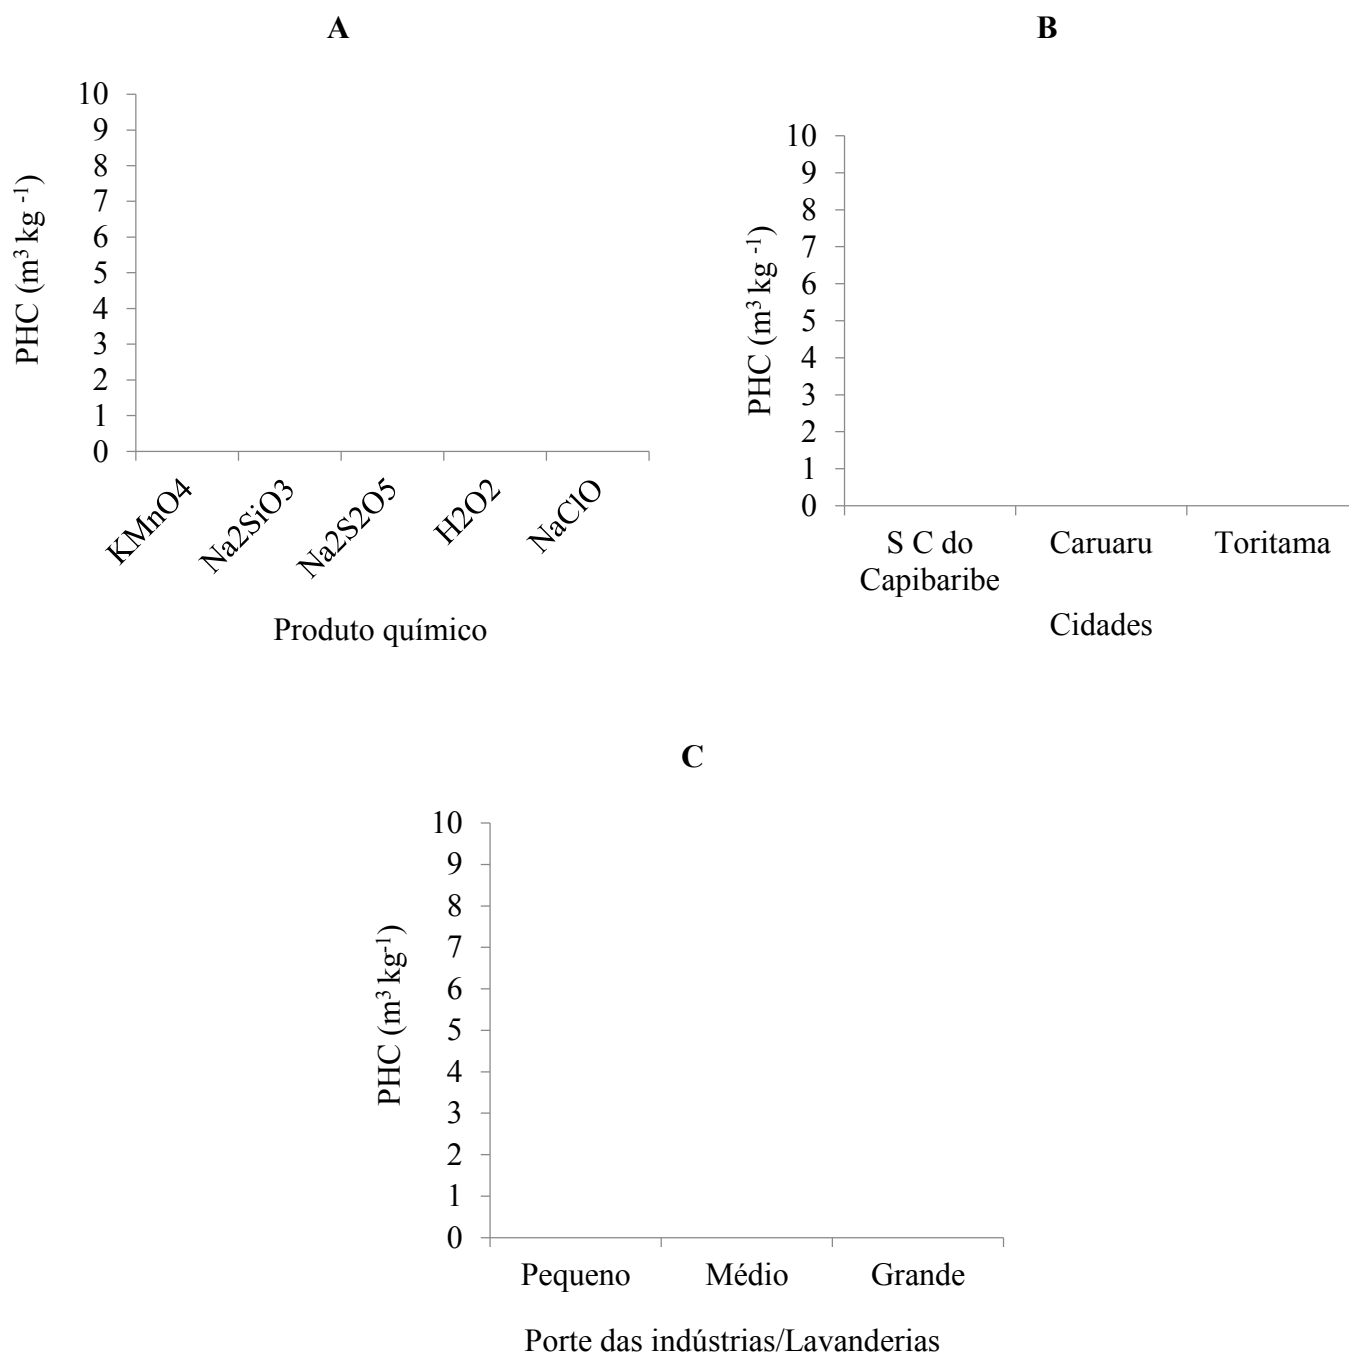 A
10
9
8
7
6
5
4
3
2
1
0
PHC (m³ kg ⁻¹)
KMnO4
Na2SiO3
Na2S2O5
H2O2
NaClO
Produto químico
B
10
9
8
7
6
5
4
3
2
1
0
PHC (m³ kg ⁻¹)
S C do
Capibaribe
Caruaru
Toritama
Cidades
C
10
9
8
7
6
5
4
3
2
1
0
PHC (m³ kg⁻¹)
Pequeno
Médio
Grande
Porte das indústrias/Lavanderias